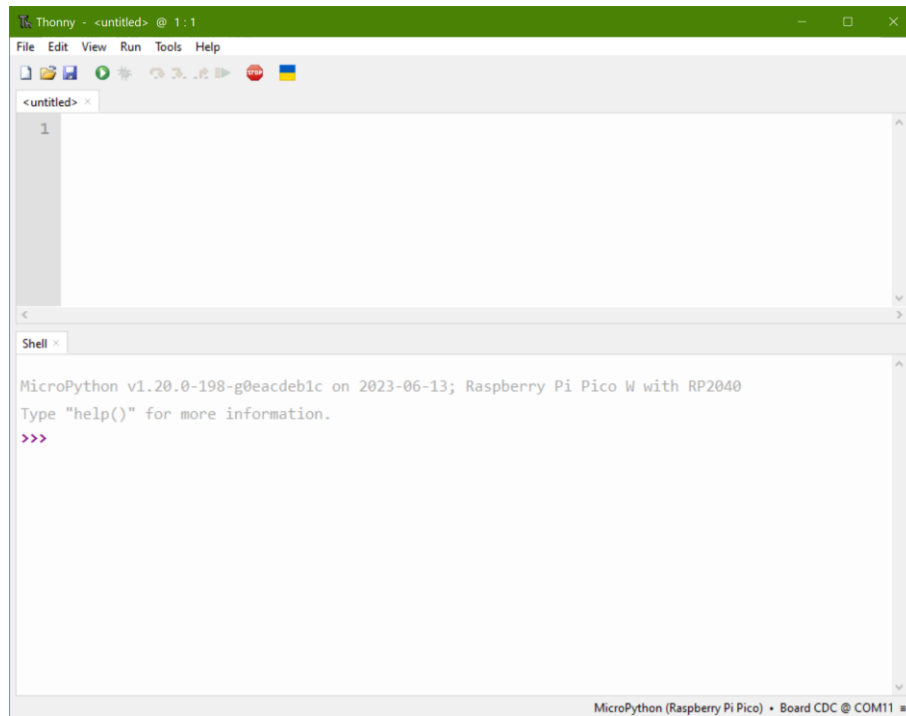 Thonny - <untitled> @ 1:1
File Edit View Run Tools Help
STOP
<untitled> ×
1
Shell ×
MicroPython v1.20.0-198-g0eacdeb1c on 2023-06-13; Raspberry Pi Pico W with RP2040
Type "help()" for more information.
>>>
MicroPython (Raspberry Pi Pico) • Board CDC @ COM11 ≡